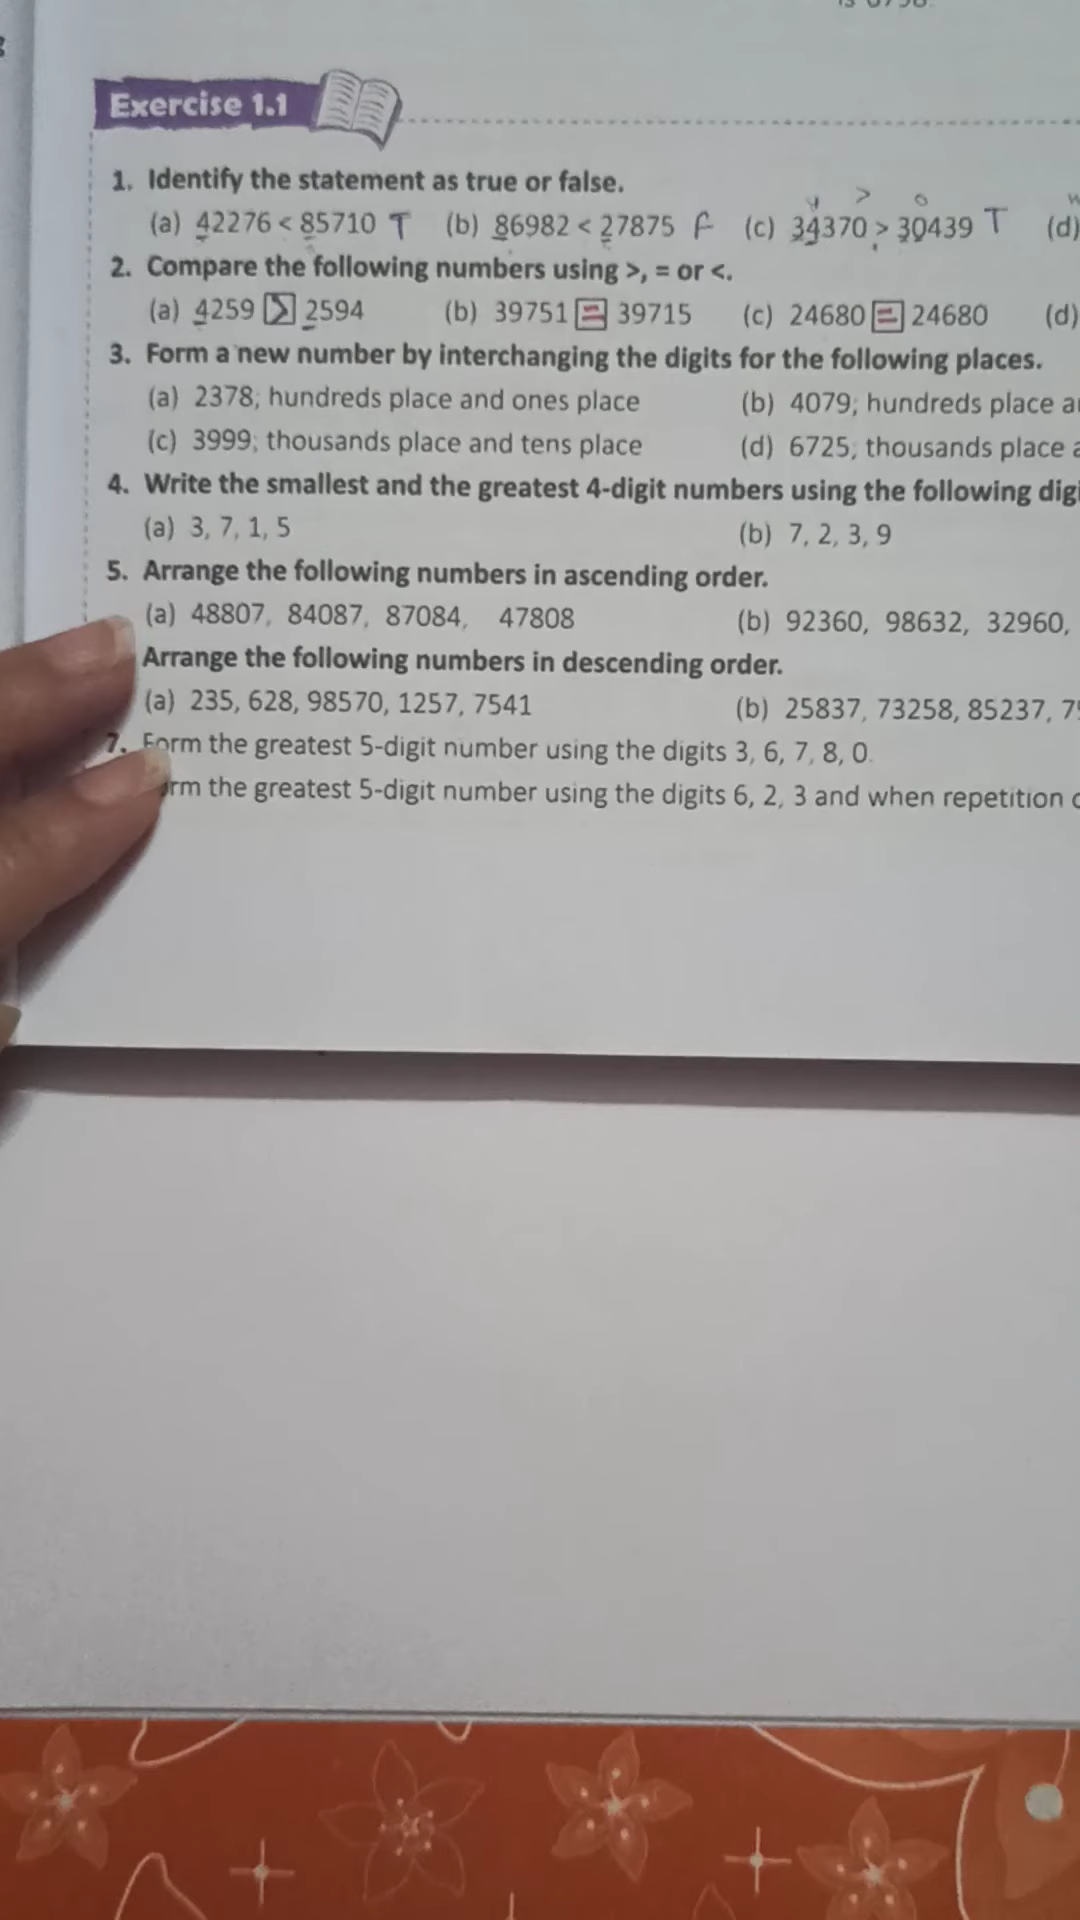 Exercise 1.1
1. Identify the statement as true or false.
4 > 0
(a) 42276 < 85710 T (b) 86982 < 27875 F (c) 34370 > 30439 T (d)
2. Compare the following numbers using >, = or <.
(a) 4259 > 2594 (b) 39751 = 39715 (c) 24680 = 24680 (d)
3. Form a new number by interchanging the digits for the following places.
(a) 2378; hundreds place and ones place (b) 4079; hundreds place
(c) 3999; thousands place and tens place (d) 6725; thousands place
4. Write the smallest and the greatest 4-digit numbers using the following
(a) 3, 7, 1, 5 (b) 7, 2, 3, 9
5. Arrange the following numbers in ascending order.
(a) 48807, 84087, 87084, 47808 (b) 92360, 98632, 32960,
Arrange the following numbers in descending order.
(a) 235, 628, 98570, 1257, 7541 (b) 25837, 73258, 85237,
7. Form the greatest 5-digit number using the digits 3, 6, 7, 8, 0.
the greatest 5-digit number using the digits 6, 2, 3 and when repetition